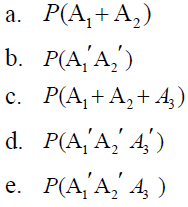 a. P(A₁+A₂)
b. P(A₁'A₂')
c. P(A₁+A₂+A₃)
d. P(A₁'A₂'A₃')
e. P(A₁'A₂'A₃)